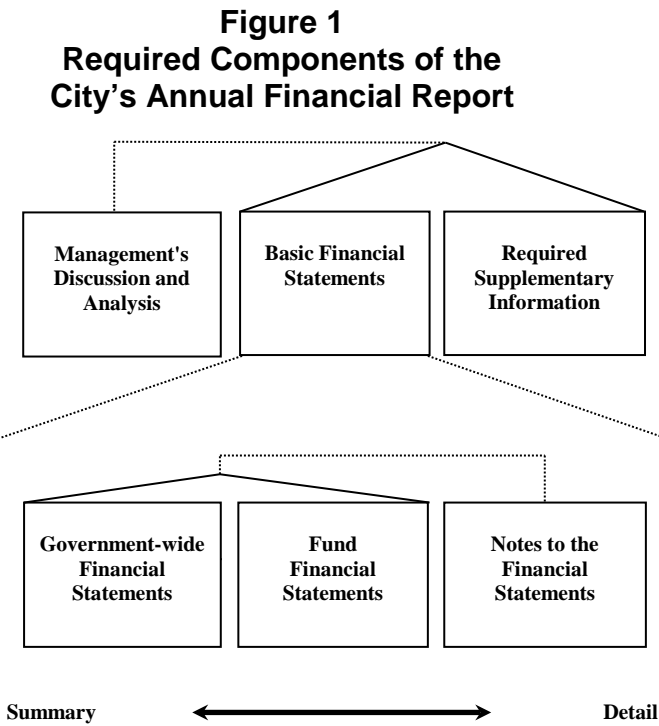 Figure 1
Required Components of the
City's Annual Financial Report
Management's
Discussion and
Analysis
Basic Financial
Statements
Required
Supplementary
Information
Government-wide
Financial
Statements
Fund
Financial
Statements
Notes to the
Financial
Statements
Summary
Detail